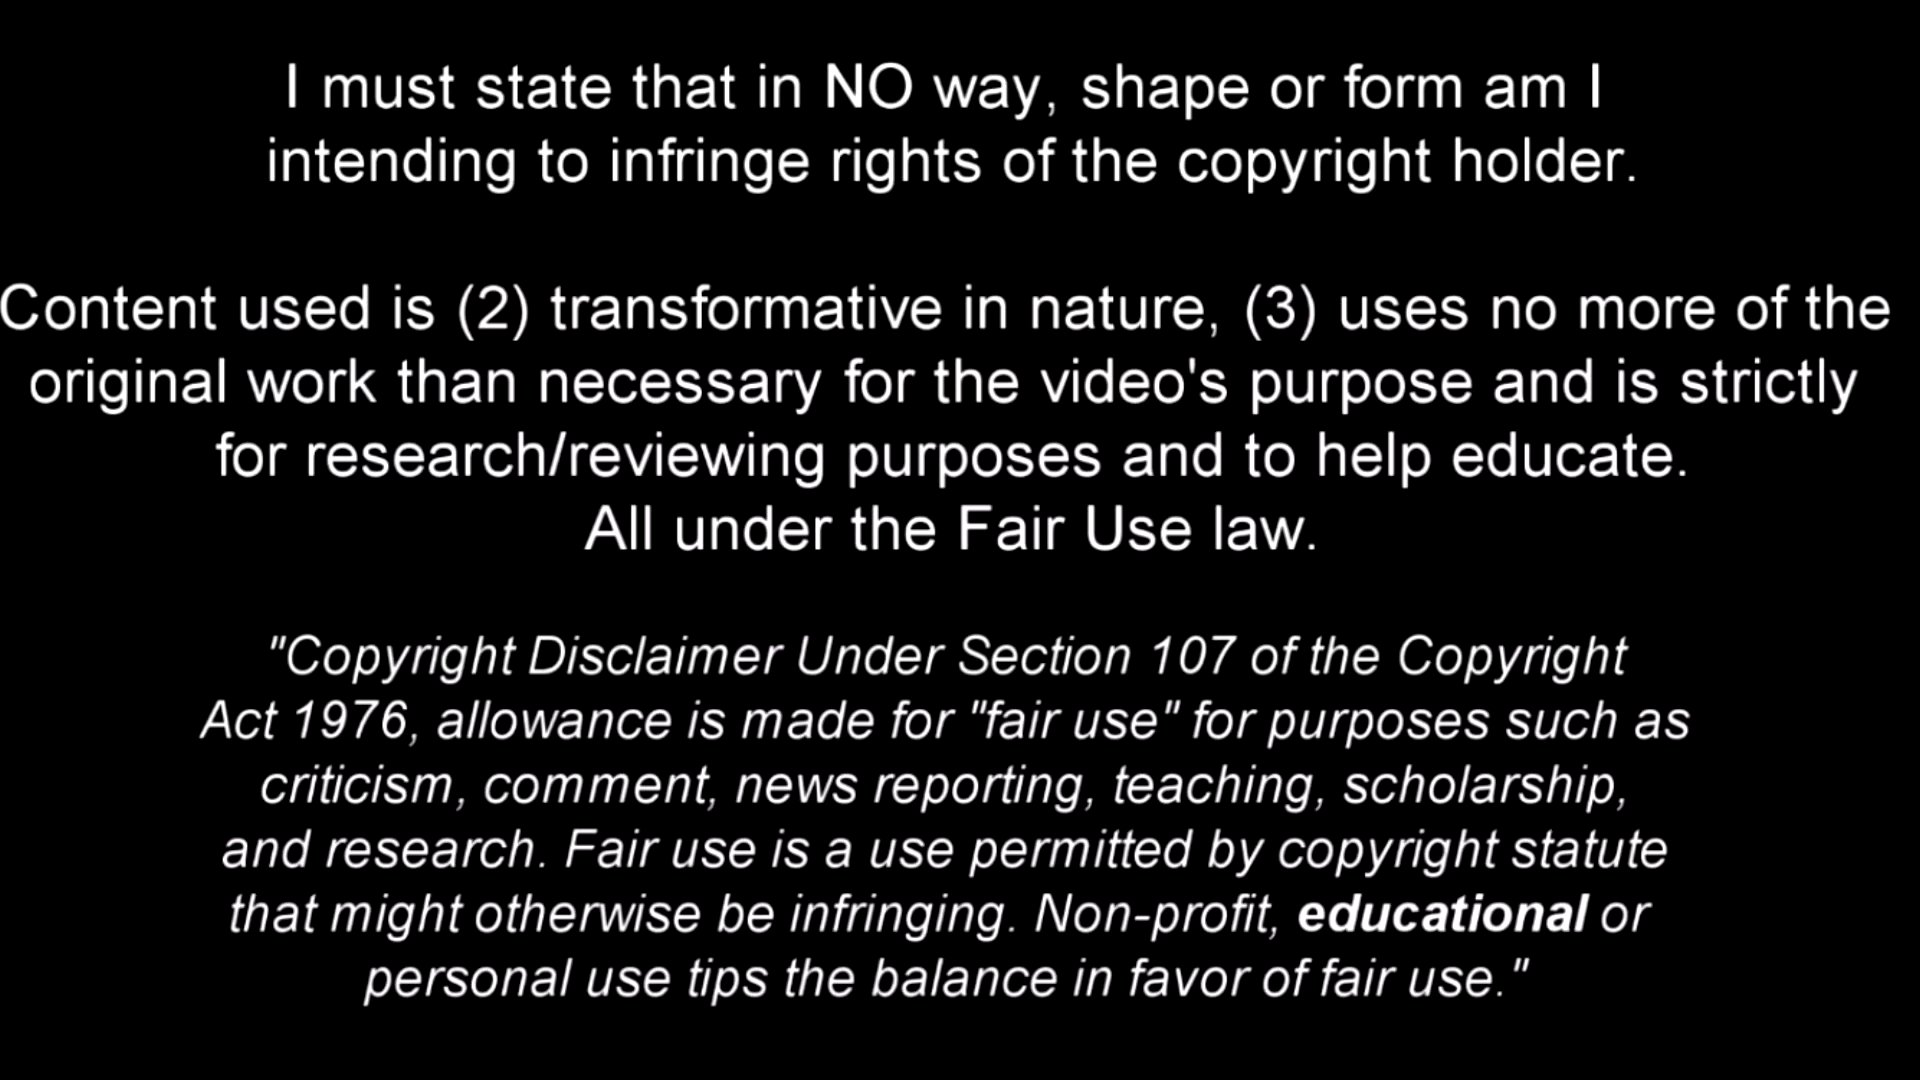 I must state that in NO way, shape or form am I
intending to infringe rights of the copyright holder.
Content used is (2) transformative in nature, (3) uses no more of the
original work than necessary for the video's purpose and is strictly
for research/reviewing purposes and to help educate.
All under the Fair Use law.
"Copyright Disclaimer Under Section 107 of the Copyright
Act 1976, allowance is made for "fair use" for purposes such as
criticism, comment, news reporting, teaching, scholarship,
and research. Fair use is a use permitted by copyright statute
that might otherwise be infringing. Non-profit, educational or
personal use tips the balance in favor of fair use."